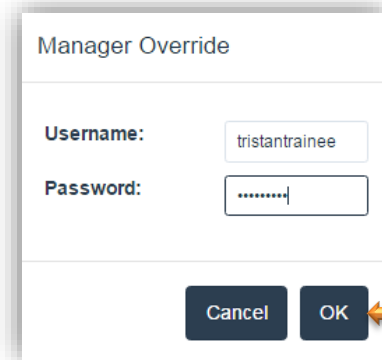 Manager Override
Username: tristantrainee
Password: •••••••••
Cancel OK